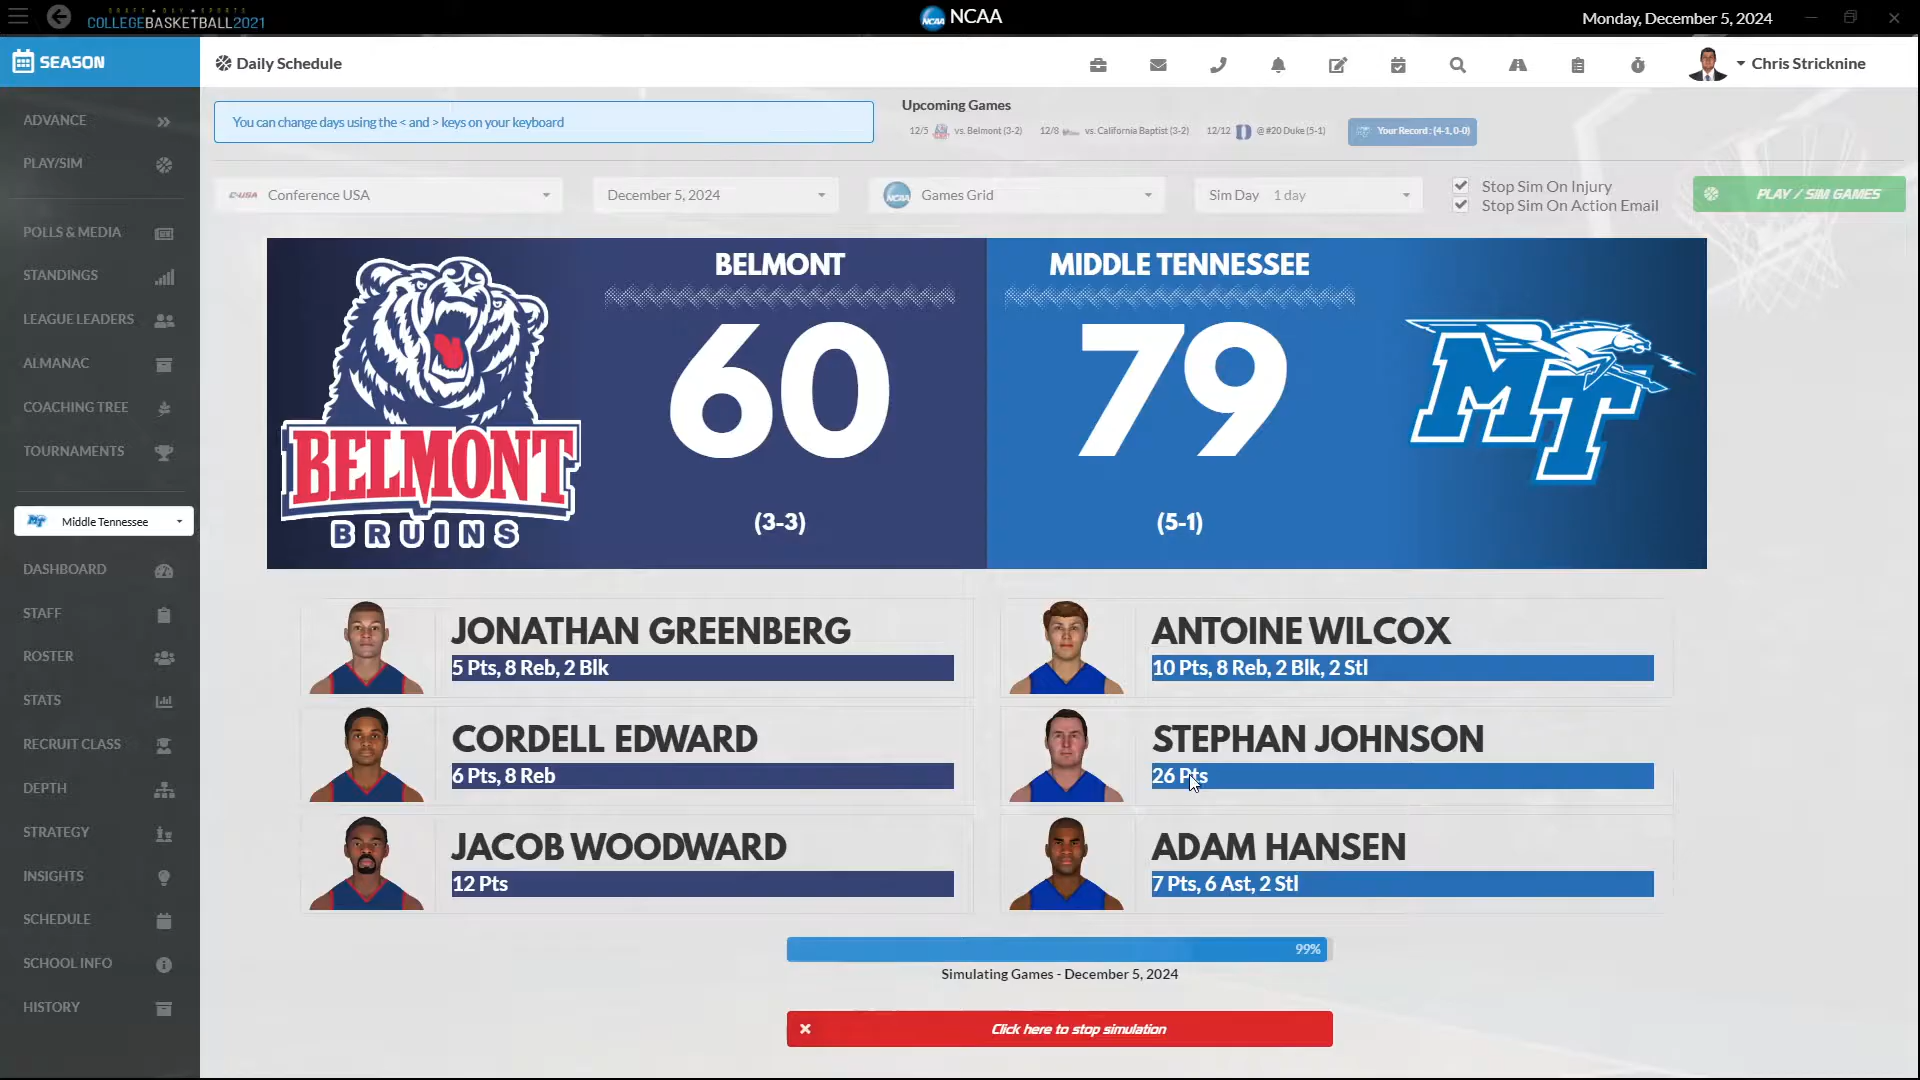 DRAFT • DAY • SPORTS
COLLEGEBASKETBALL2021
NCAA
NCAA
Monday, December 5, 2024
SEASON
Daily Schedule
Chris Stricknine
ADVANCE
PLAY/SIM
POLLS & MEDIA
STANDINGS
LEAGUE LEADERS
ALMANAC
COACHING TREE
TOURNAMENTS
MT
Middle Tennessee
DASHBOARD
STAFF
ROSTER
STATS
RECRUIT CLASS
DEPTH
STRATEGY
INSIGHTS
SCHEDULE
SCHOOL INFO
HISTORY
You can change days using the < and > keys on your keyboard
Upcoming Games
12/5 vs. Belmont (3-2) 12/8 vs. California Baptist (3-2) 12/12 D @ #20 Duke (5-1)
Your Record : (4-1, 0-0)
C-USA Conference USA
December 5, 2024
NCAA Games Grid
Sim Day 1 day
Stop Sim On Injury
Stop Sim On Action Email
PLAY / SIM GAMES
BELMONT
BRUINS
BELMONT
60
(3-3)
MIDDLE TENNESSEE
79
(5-1)
MT
JONATHAN GREENBERG
5 Pts, 8 Reb, 2 Blk
CORDELL EDWARD
6 Pts, 8 Reb
JACOB WOODWARD
12 Pts
ANTOINE WILCOX
10 Pts, 8 Reb, 2 Blk, 2 Stl
STEPHAN JOHNSON
26 Pts
ADAM HANSEN
7 Pts, 6 Ast, 2 Stl
99%
Simulating Games - December 5, 2024
Click here to stop simulation